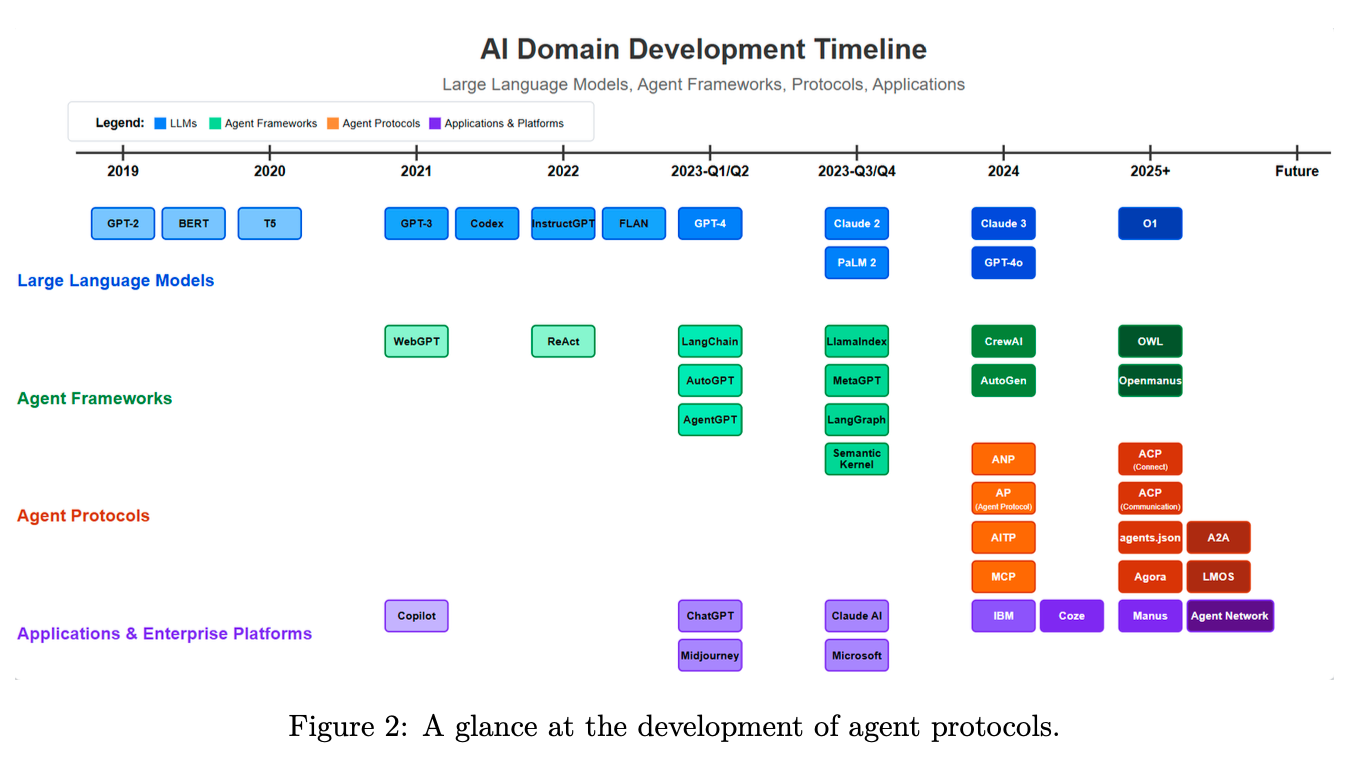 AI Domain Development Timeline
Large Language Models, Agent Frameworks, Protocols, Applications
Legend: LLMs Agent Frameworks Agent Protocols Applications & Platforms
2019 2020 2021 2022 2023-Q1/Q2 2023-Q3/Q4 2024 2025+ Future
GPT-2 BERT T5 GPT-3 Codex InstructGPT FLAN GPT-4 Claude 2 Claude 3 O1
PaLM 2 GPT-4o
Large Language Models
WebGPT ReAct LangChain LlamaIndex CrewAI OWL
AutoGPT MetaGPT AutoGen Openmanus
Agent Frameworks
AgentGPT LangGraph
Semantic
Kernel
ANP
ACP
(Connect)
AP
(Agent Protocol)
ACP
(Communication)
Agent Protocols
AITP agents.json A2A
MCP Agora LMOS
Copilot ChatGPT Claude AI IBM Coze Manus Agent Network
Applications & Enterprise Platforms
Midjourney Microsoft
Figure 2: A glance at the development of agent protocols.